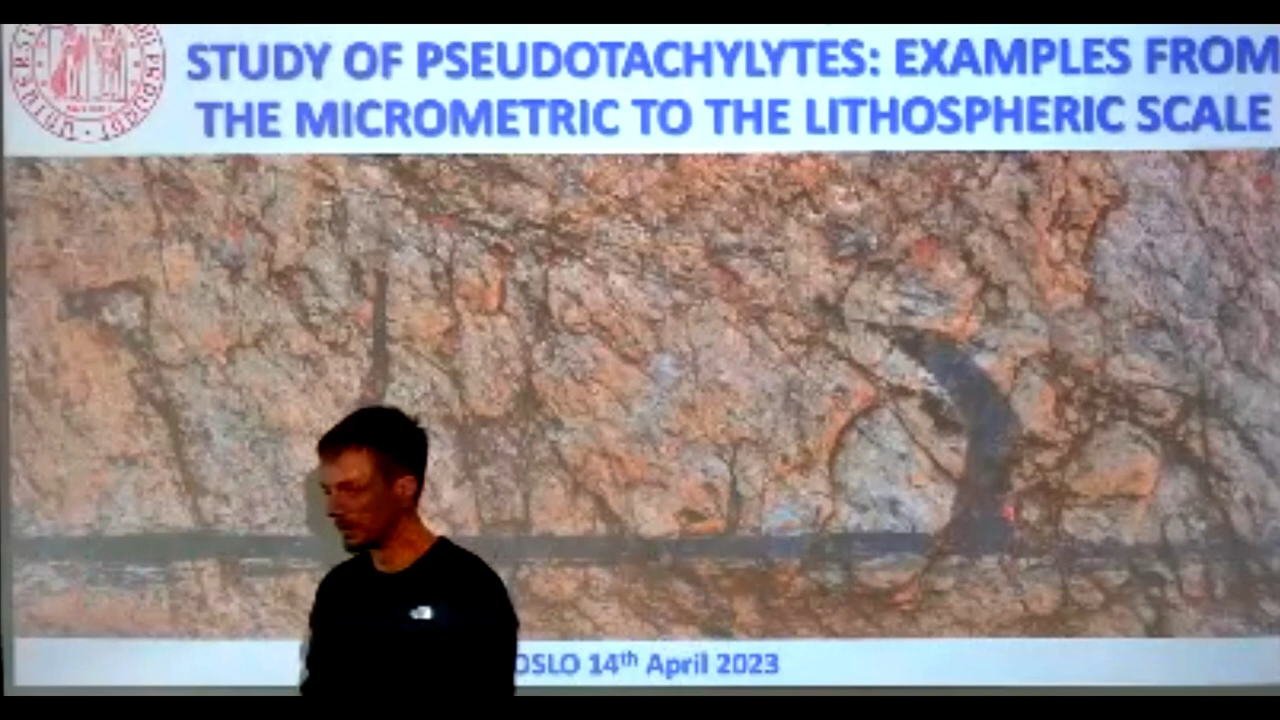 STUDY OF PSEUDOTACHYLYTES: EXAMPLES FROM
THE MICROMETRIC TO THE LITHOSPHERIC SCALE
OSLO 14th April 2023